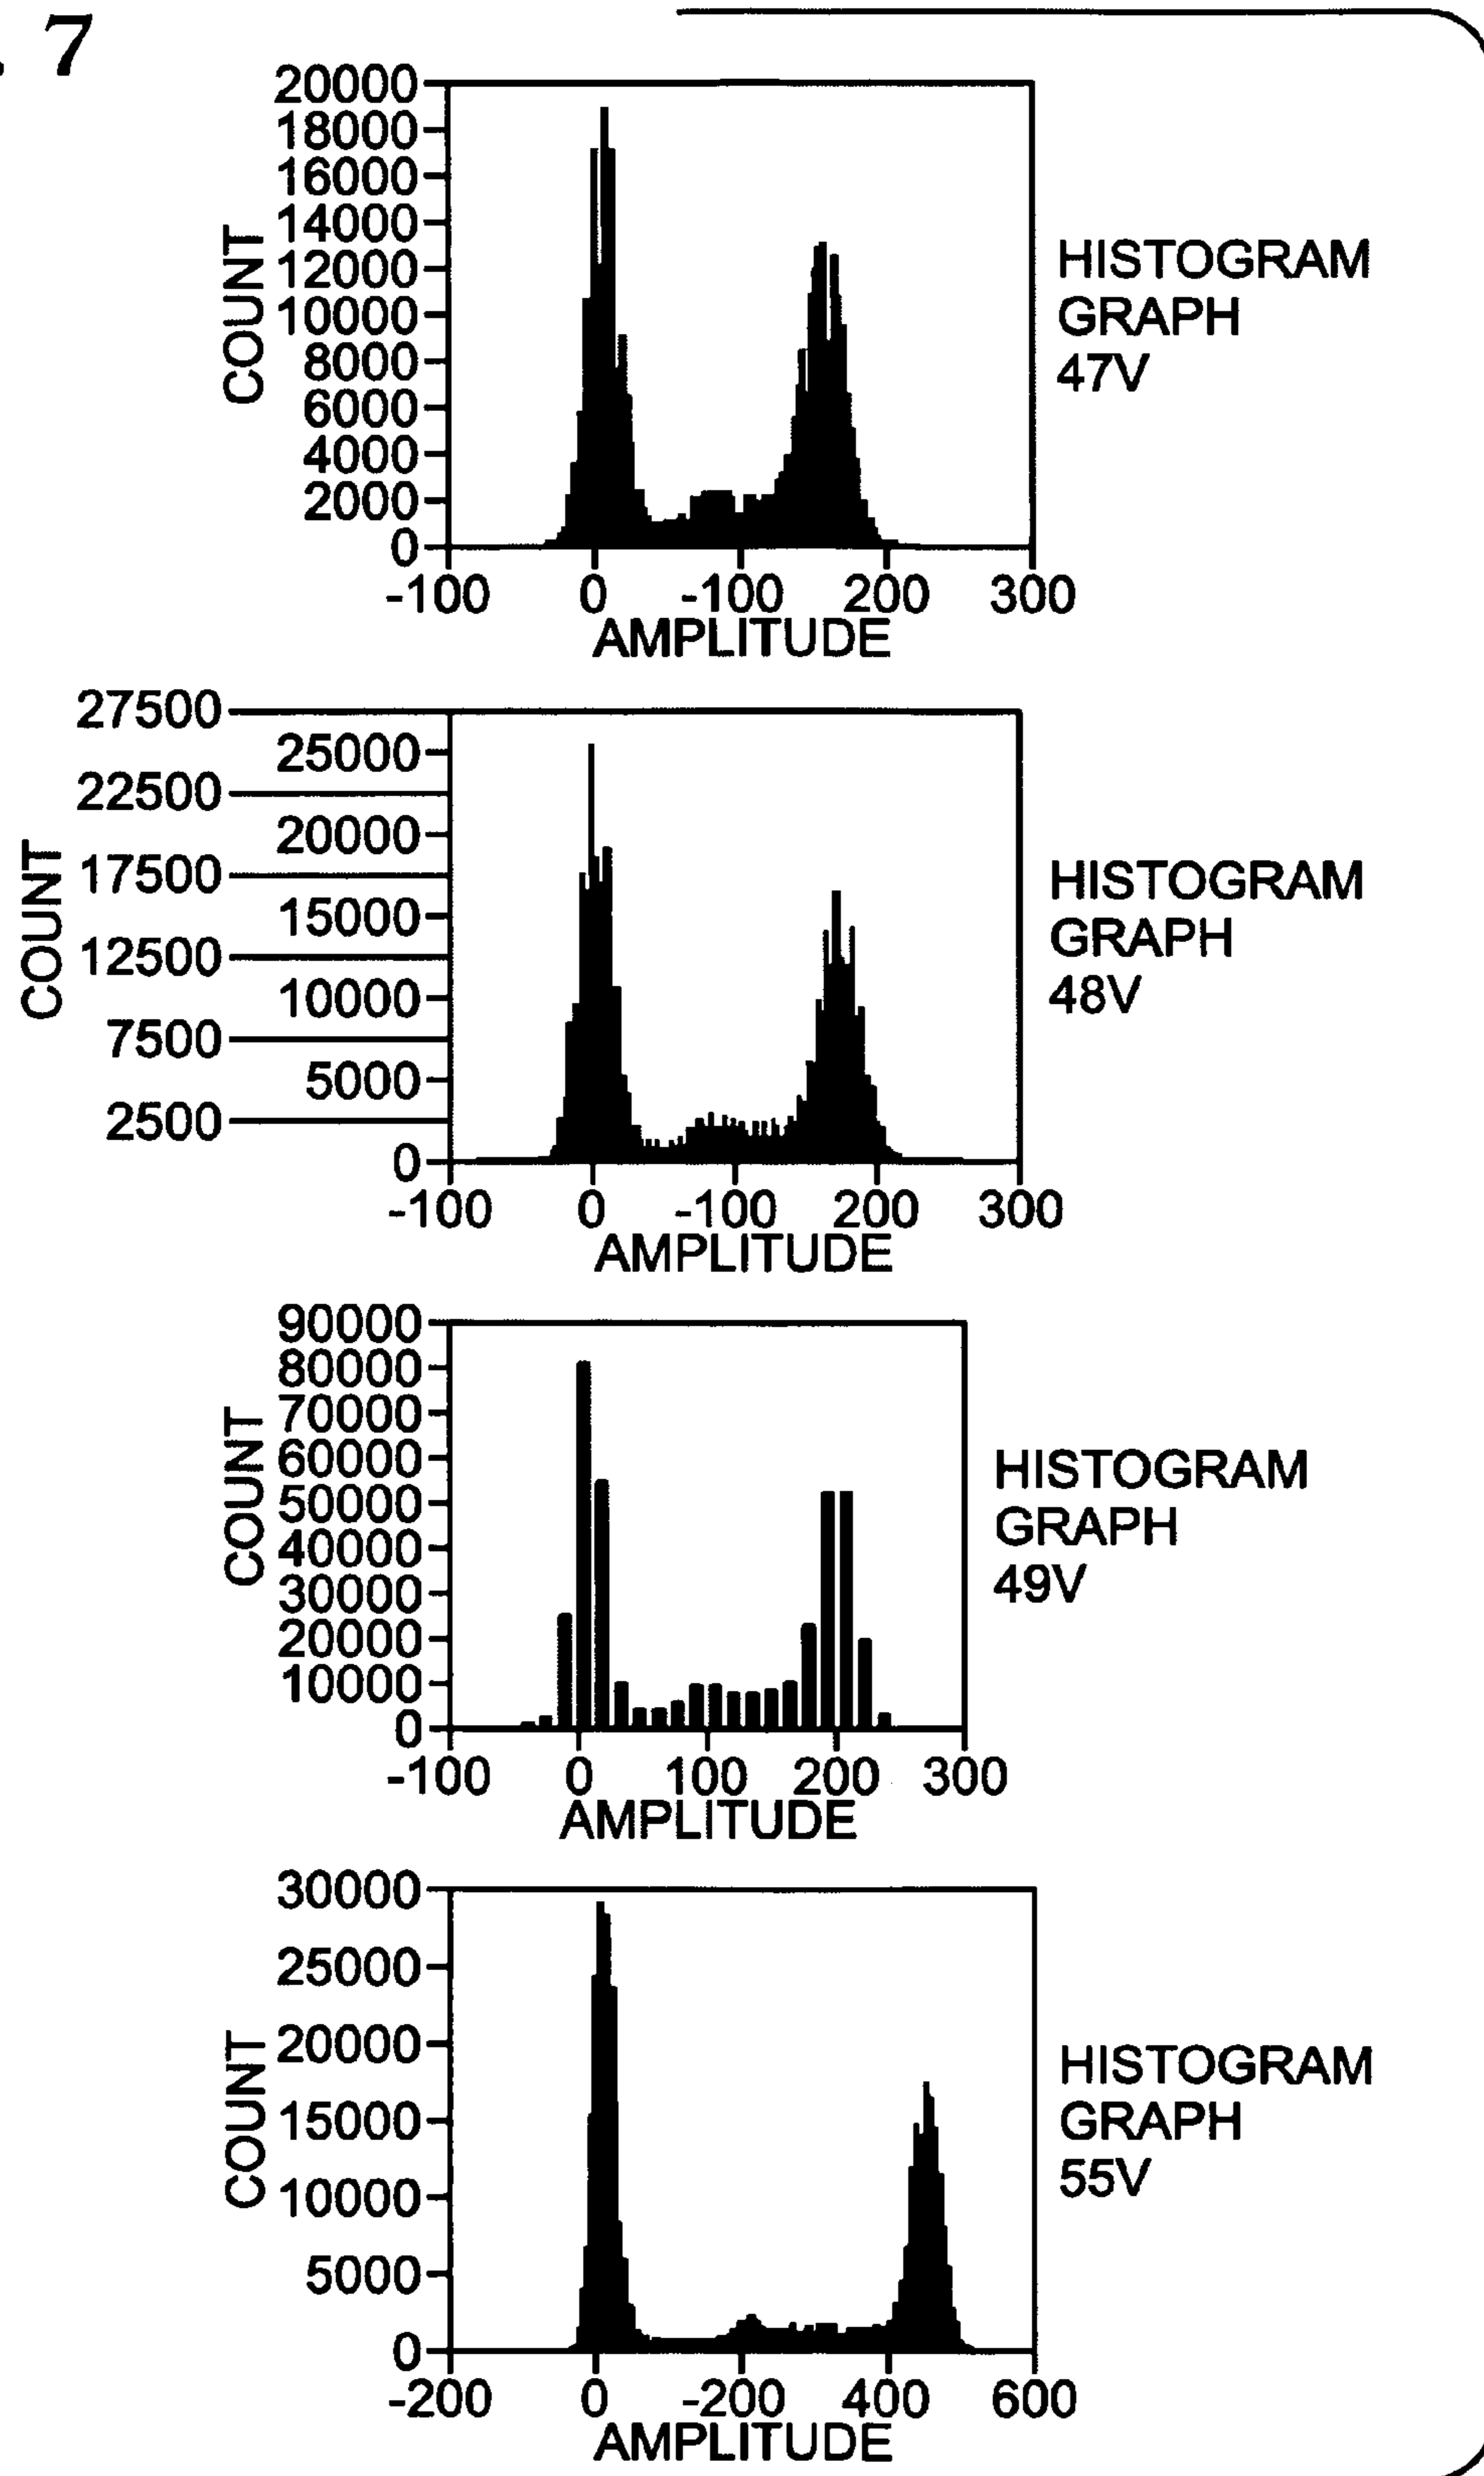 . 7
20000
18000
16000
14000
12000
10000
8000
6000
4000
2000
0
COUNT
-100 0 -100 200 300
AMPLITUDE
HISTOGRAM
GRAPH
47V
27500
25000
22500
20000
17500
15000
12500
10000
7500
5000
2500
0
COUNT
-100 0 -100 200 300
AMPLITUDE
HISTOGRAM
GRAPH
48V
90000
80000
70000
60000
50000
40000
30000
20000
10000
0
COUNT
-100 0 100 200 300
AMPLITUDE
HISTOGRAM
GRAPH
49V
30000
25000
20000
15000
10000
5000
0
COUNT
-200 0 -200 400 600
AMPLITUDE
HISTOGRAM
GRAPH
55V